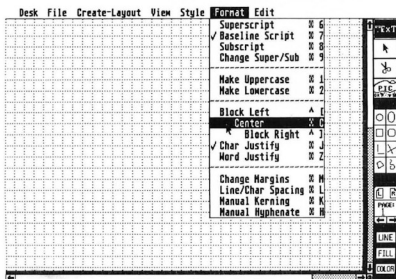 Desk File Create-Layout View Style Format Edit
Superscript ⌘ 6
✓ Baseline Script ⌘ 7
Subscript ⌘ 8
Change Super/Sub ⌘ 9
Make Uppercase ⌘ 1
Make Lowercase ⌘ 2
Block Left ^ [
Center ⌘ G
Block Right ^ ]
✓ Char Justify ⌘ J
Word Justify ⌘ Z
Change Margins ⌘ M
Line/Char Spacing ⌘ L
Manual Kerning ⌘ K
Manual Hyphenate ⌘ H
TEXT
PIC
L R
PAGE:
LINE
FILL
COLOR